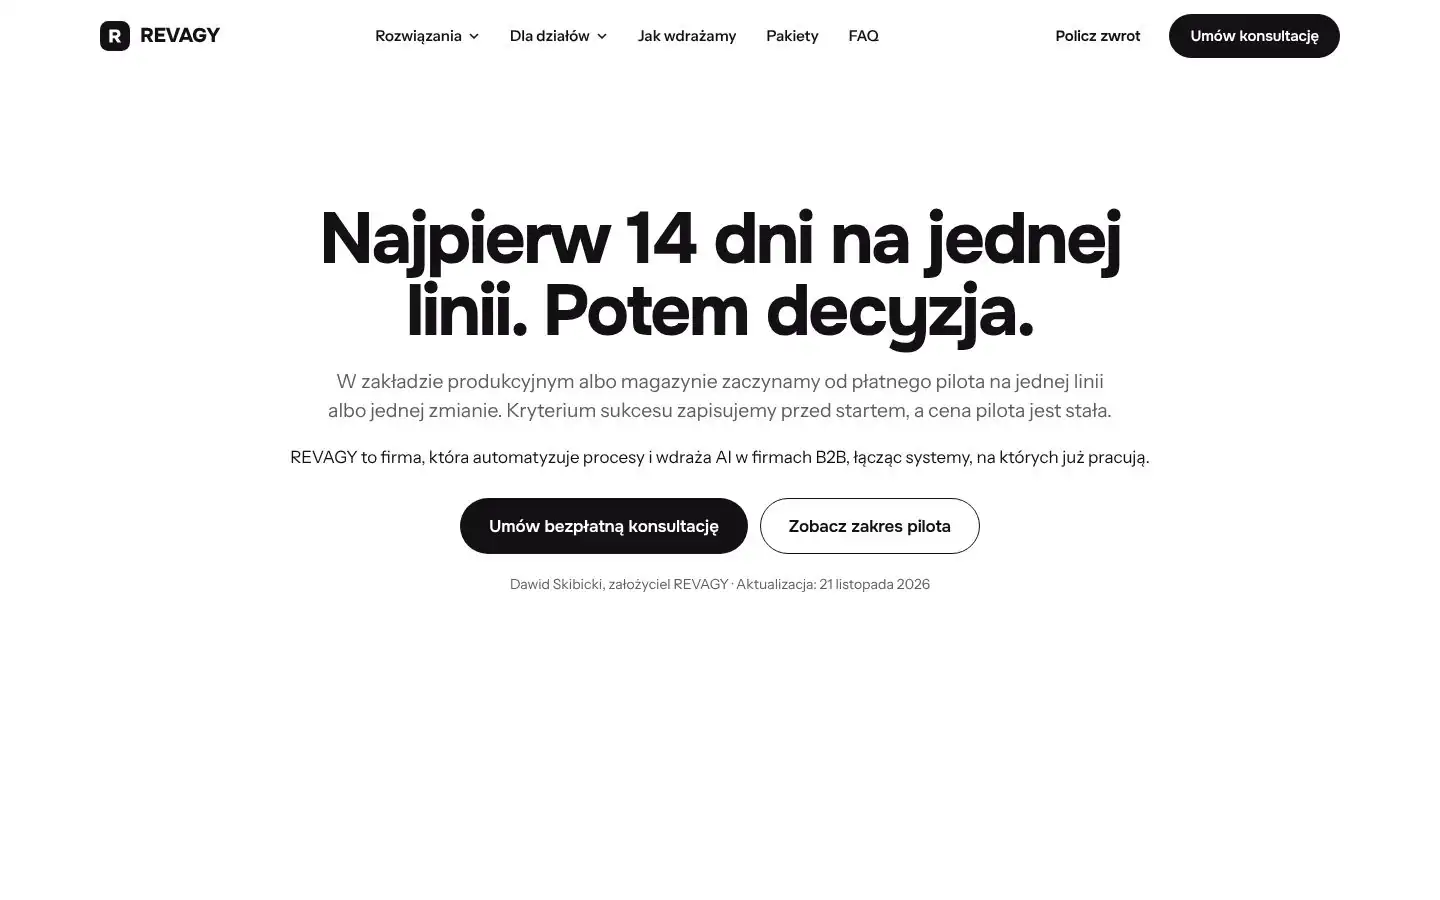 R REVAGY
Rozwiązania
Dla działów
Jak wdrażamy
Pakiety
FAQ
Policz zwrot
Umów konsultację
Najpierw 14 dni na jednej
linii. Potem decyzja.
W zakładzie produkcyjnym albo magazynie zaczynamy od płatnego pilota na jednej linii
albo jednej zmianie. Kryterium sukcesu zapisujemy przed startem, a cena pilota jest stała.
REVAGY to firma, która automatyzuje procesy i wdraża AI w firmach B2B, łącząc systemy, na których już pracują.
Umów bezpłatną konsultację
Zobacz zakres pilota
Dawid Skibicki, założyciel REVAGY · Aktualizacja: 21 listopada 2026